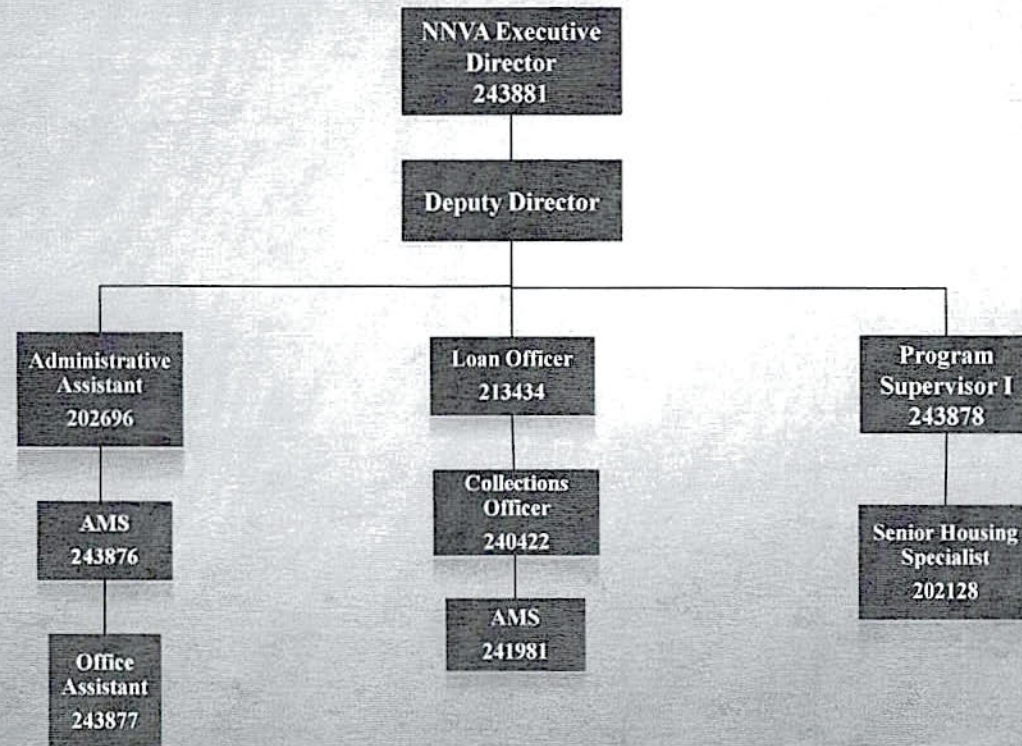 NNVA Executive
Director
243881
Deputy Director
Administrative
Assistant
202696
Loan Officer
213434
Program
Supervisor I
243878
AMS
243876
Collections
Officer
240422
Senior Housing
Specialist
202128
Office
Assistant
243877
AMS
241981